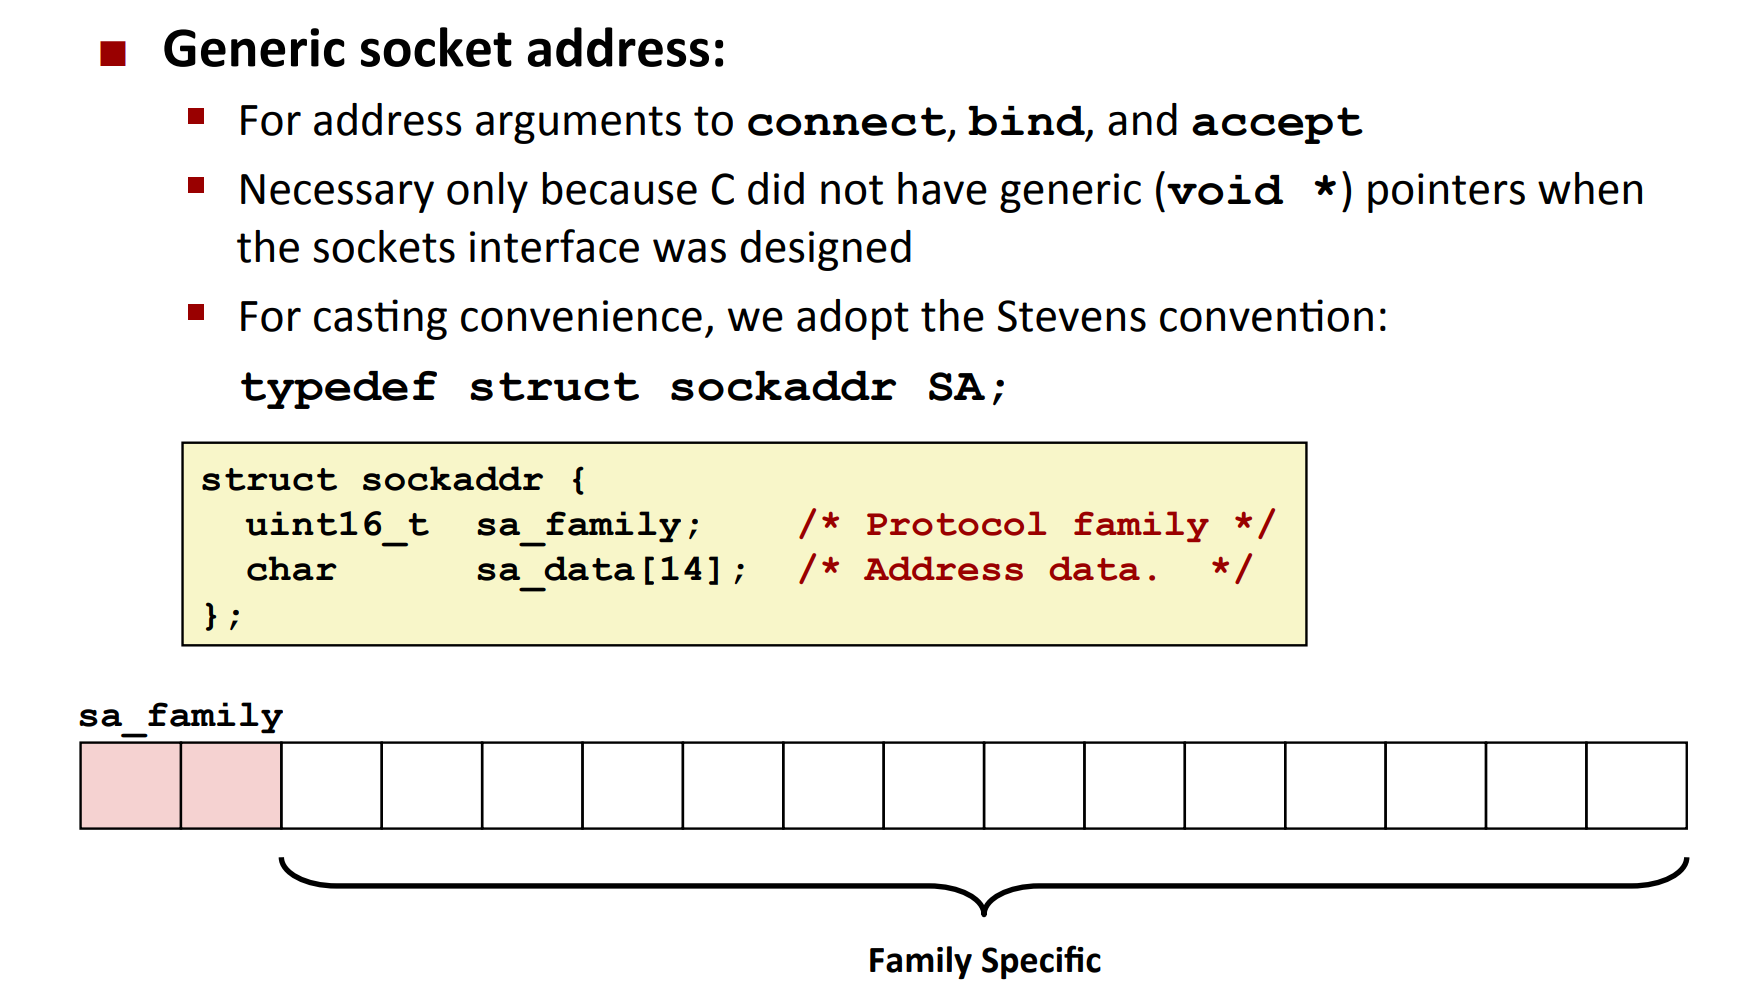 Generic socket address:
For address arguments to connect, bind, and accept
Necessary only because C did not have generic (void *) pointers when
the sockets interface was designed
For casting convenience, we adopt the Stevens convention:
typedef struct sockaddr SA;
struct sockaddr {
  uint16_t  sa_family;    /* Protocol family */
  char      sa_data[14];  /* Address data.  */
};
sa_family
Family Specific